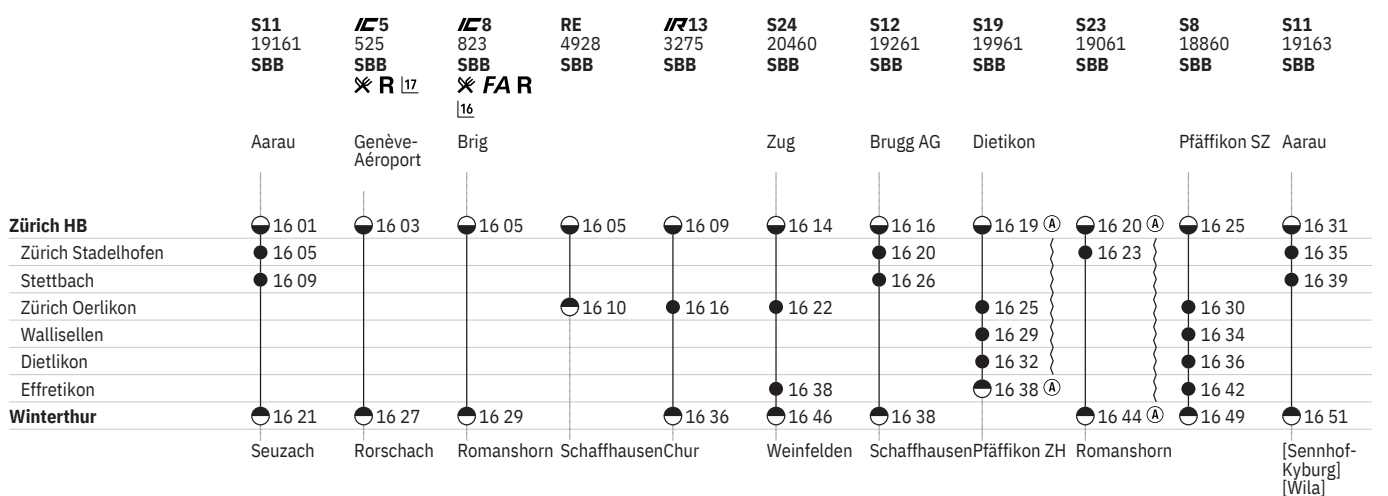 S11 IC5 IC8 RE IR13 S24 S12 S19 S23 S8 S11
19161 525 823 4928 3275 20460 19261 19961 19061 18860 19163
SBB SBB SBB SBB SBB SBB SBB SBB SBB SBB SBB
R 17 FA R
16
Aarau Genève- Brig Zug Brugg AG Dietikon Pfäffikon SZ Aarau
Aéroport
Zürich HB 16 01 16 03 16 05 16 05 16 09 16 14 16 16 16 19 A 16 20 A 16 25 16 31
Zürich Stadelhofen 16 05 16 20 16 23 16 35
Stettbach 16 09 16 26 16 39
Zürich Oerlikon 16 10 16 16 16 22 16 25 16 30
Wallisellen 16 29 16 34
Dietlikon 16 32 16 36
Effretikon 16 38 16 38 A 16 42
Winterthur 16 21 16 27 16 29 16 36 16 46 16 38 16 44 A 16 49 16 51
Seuzach Rorschach Romanshorn Schaffhausen Chur Weinfelden Schaffhausen Pfäffikon ZH Romanshorn [Sennhof-
Kyburg]
[Wila]